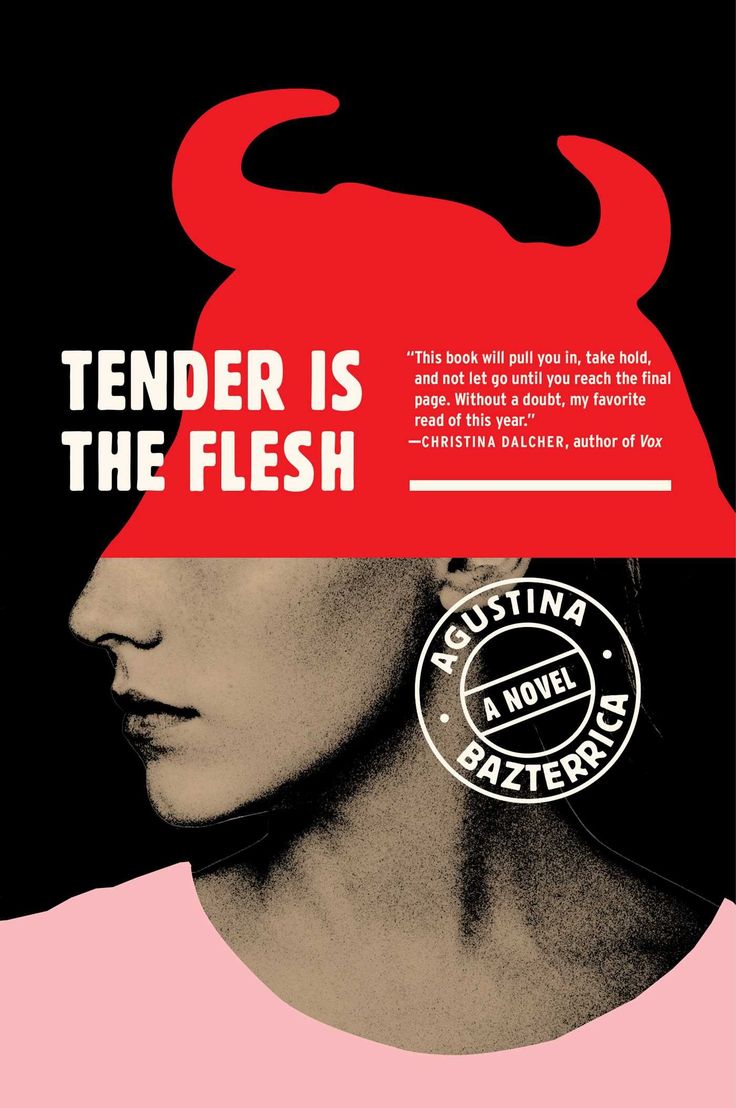 TENDER IS
THE FLESH
“This book will pull you in, take hold,
and not let go until you reach the final
page. Without a doubt, my favorite
read of this year.”
—CHRISTINA DALCHER, author of Vox
AGUSTINA
A NOVEL
BAZTERRICA